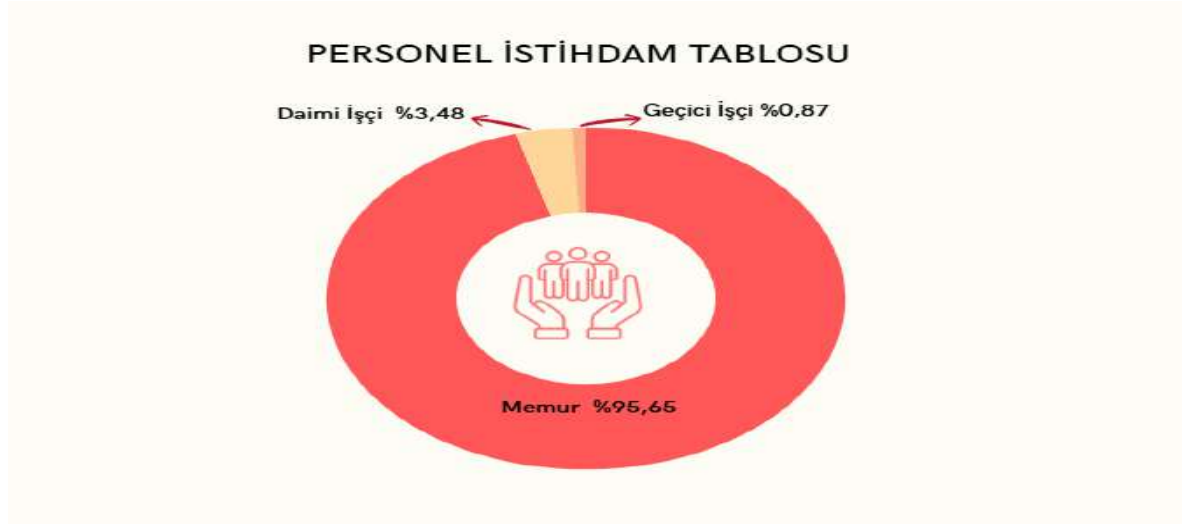 PERSONEL İSTİHDAM TABLOSU
Daimi İşçi %3,48
Geçici İşçi %0,87
Memur %95,65